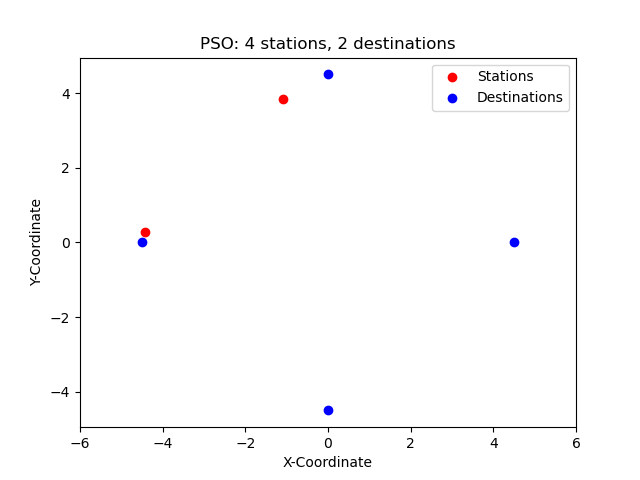 PSO: 4 stations, 2 destinations
Stations
Destinations
4
2
0
−2
−4
Y-Coordinate
−6
−4
−2
0
2
4
6
X-Coordinate